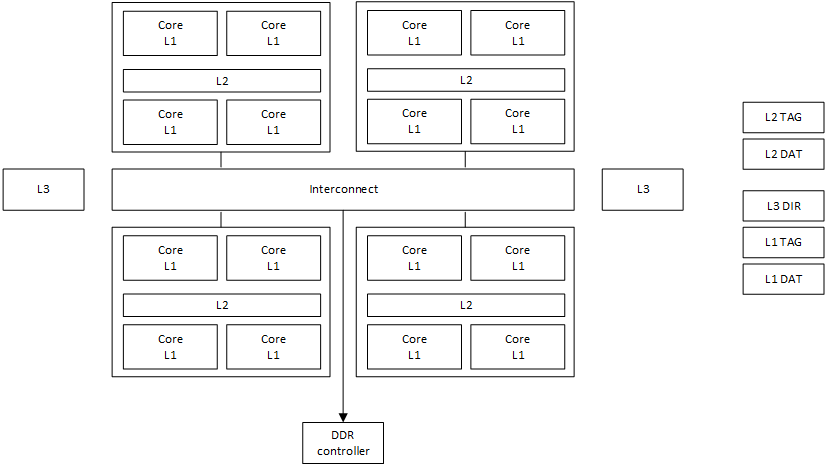 Core Core
L1 L1
L2
Core Core
L1 L1
Core Core
L1 L1
L2
Core Core
L1 L1
L3
Interconnect
L3
Core Core
L1 L1
L2
Core Core
L1 L1
Core Core
L1 L1
L2
Core Core
L1 L1
DDR
controller
L2 TAG
L2 DAT
L3 DIR
L1 TAG
L1 DAT